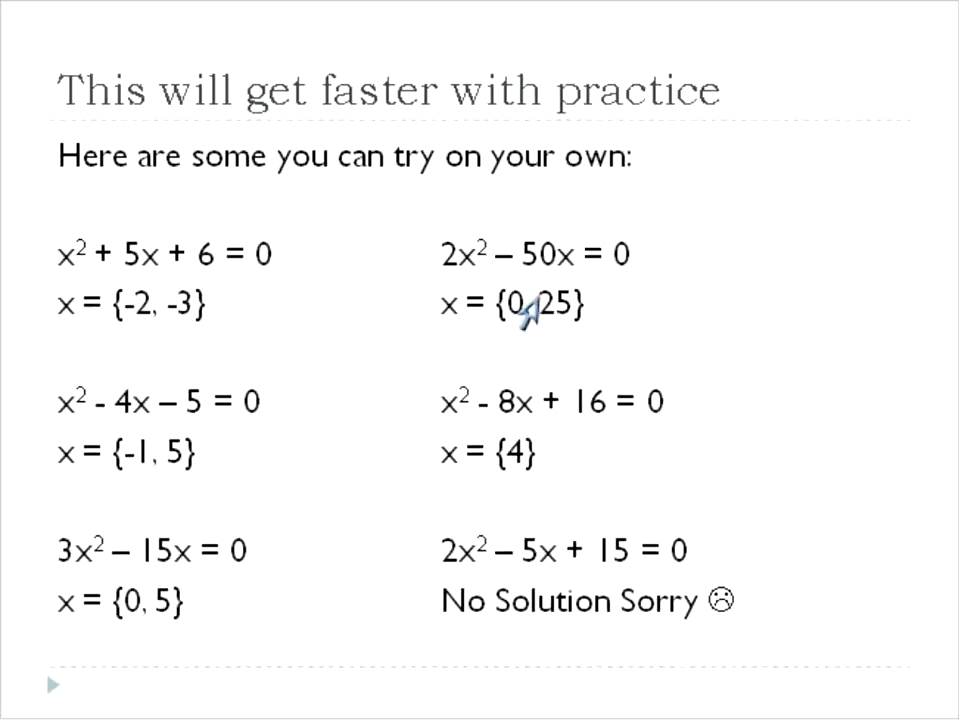 This will get faster with practice
Here are some you can try on your own:
x² + 5x + 6 = 0
x = {-2, -3}
x² - 4x – 5 = 0
x = {-1, 5}
3x² – 15x = 0
x = {0, 5}
2x² – 50x = 0
x = {0, 25}
x² - 8x + 16 = 0
x = {4}
2x² – 5x + 15 = 0
No Solution Sorry ☹